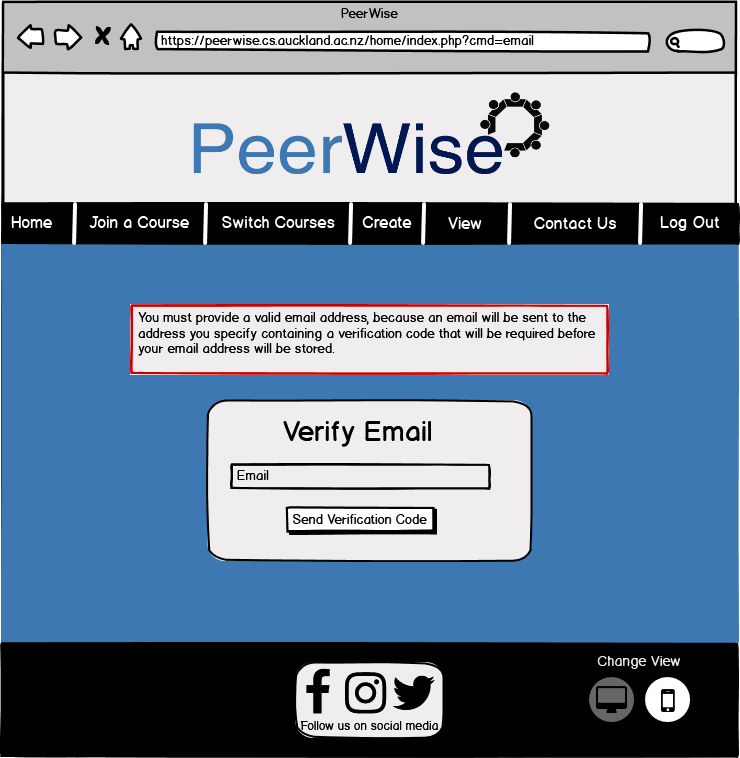 PeerWise
https://peerwise.cs.auckland.ac.nz/home/index.php?cmd=email
PeerWise
Home Join a Course Switch Courses Create View Contact Us Log Out
You must provide a valid email address, because an email will be sent to the
address you specify containing a verification code that will be required before
your email address will be stored.
Verify Email
Email
Send Verification Code
Change View
Follow us on social media